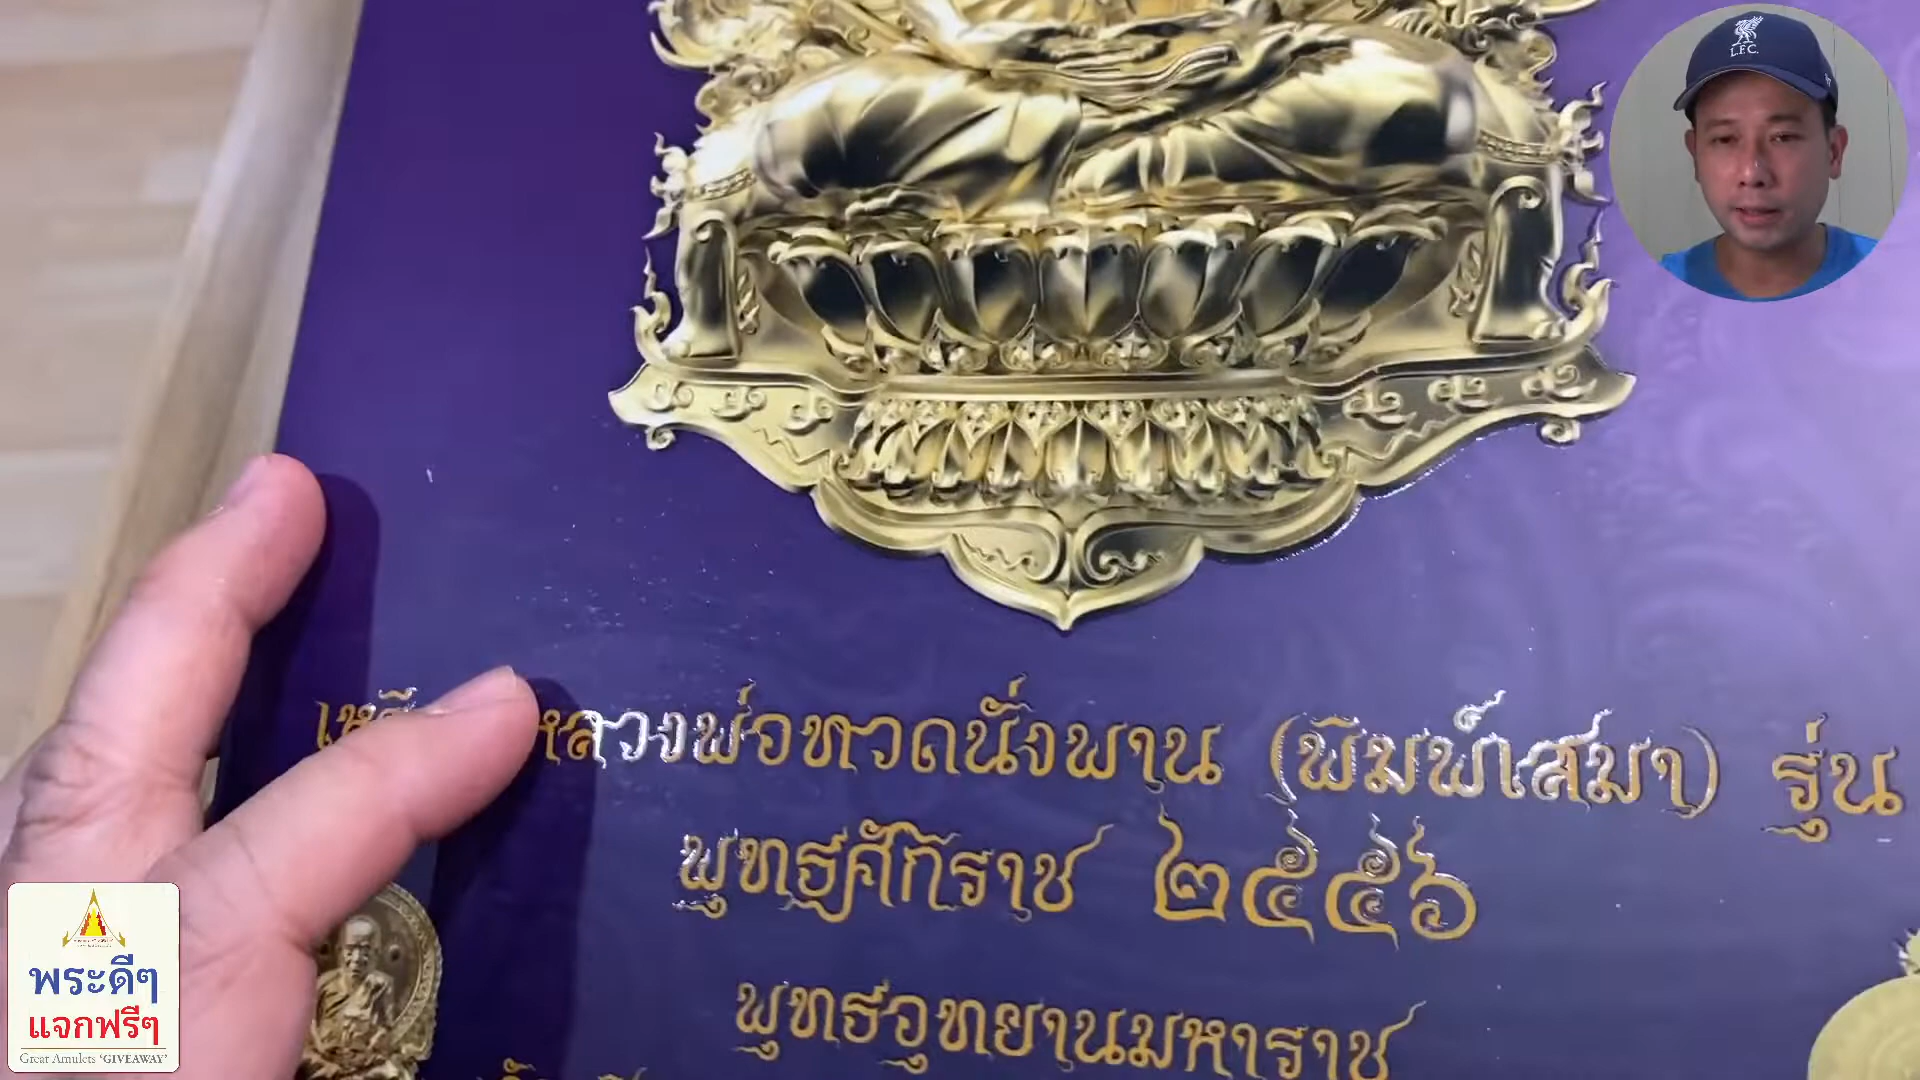 L.F.C.
หลวงพ่อทวดนั่งพาน (พิมพ์เสมา) รุ่น
พุทธศักราช ๒๕๕๖
พุทธอุทยานมหาราช
พระดีๆ
แจกฟรีๆ
Great Amulets 'GIVEAWAY'